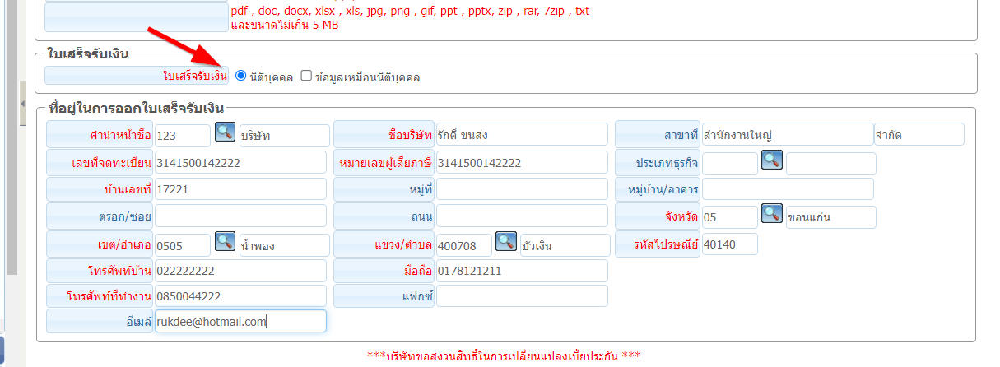 pdf , doc, docx, xlsx , xls, jpg, png , gif, ppt , pptx, zip , rar, 7zip , txt
และขนาดไม่เกิน 5 MB
ใบเสร็จรับเงิน
ใบเสร็จรับเงิน นิติบุคคล ข้อมูลเหมือนนิติบุคคล
ที่อยู่ในการออกใบเสร็จรับเงิน
คำนำหน้าชื่อ 123 บริษัท ชื่อบริษัท รักดี ขนส่ง สาขาที่ สำนักงานใหญ่ จำกัด
เลขที่จดทะเบียน 3141500142222 หมายเลขผู้เสียภาษี 3141500142222 ประเภทธุรกิจ
บ้านเลขที่ 17221 หมู่ที่ หมู่บ้าน/อาคาร
ตรอก/ซอย ถนน จังหวัด 05 ขอนแก่น
เขต/อำเภอ 0505 น้ำพอง แขวง/ตำบล 400708 บัวเงิน รหัสไปรษณีย์ 40140
โทรศัพท์บ้าน 022222222 มือถือ 0178121211
โทรศัพท์ที่ทำงาน 0850044222 แฟกซ์
อีเมล์ rukdee@hotmail.com
***บริษัทขอสงวนสิทธิ์ในการเปลี่ยนแปลงเบี้ยประกัน ***